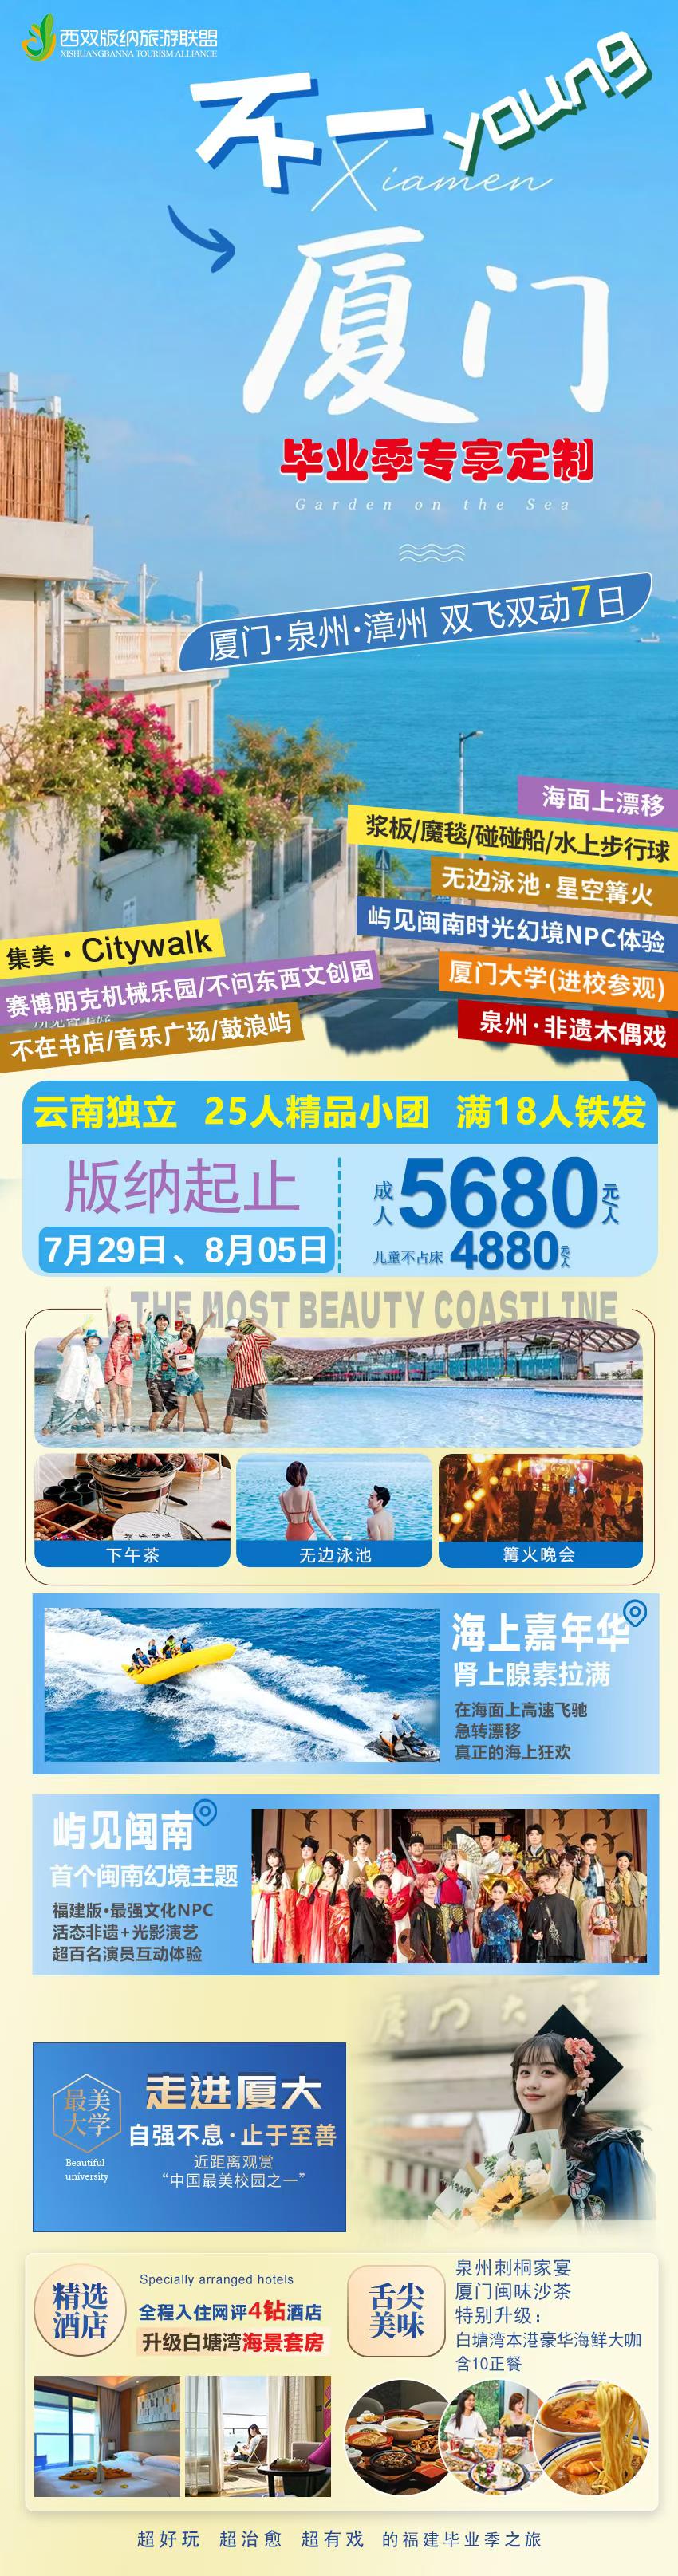 西双版纳旅游联盟
XISHUANGBANNA TOURISM ALLIANCE
不一young
Xiamen
厦门
毕业季专享定制
Garden on the Sea
厦门·泉州·漳州 双飞双动7日
海面上漂移
浆板/魔毯/碰碰船/水上步行球
无边泳池·星空篝火
屿见闽南时光幻境NPC体验
厦门大学(进校参观)
泉州·非遗木偶戏
集美·Citywalk
赛博朋克机械乐园/不问东西文创园
不在书店/音乐广场/鼓浪屿
云南独立 25人精品小团 满18人铁发
版纳起止
7月29日、8月05日
成人5680元/人
儿童不占床4880元/人
THE MOST BEAUTY COASTLINE
下午茶
无边泳池
篝火晚会
海上嘉年华
肾上腺素拉满
在海面上高速飞驰
急转漂移
真正的海上狂欢
屿见闽南
首个闽南幻境主题
福建版·最强文化NPC
活态非遗+光影演艺
超百名演员互动体验
厦门大学
最美
大学
Beautiful
university
走进厦大
自强不息·止于至善
近距离观赏
“中国最美校园之一”
精选
酒店
Specially arranged hotels
全程入住网评4钻酒店
升级白塘湾海景套房
舌尖
美味
泉州刺桐家宴
厦门闽味沙茶
特别升级：
白塘湾本港豪华海鲜大咖
含10正餐
超好玩 超治愈 超有戏 的福建毕业季之旅